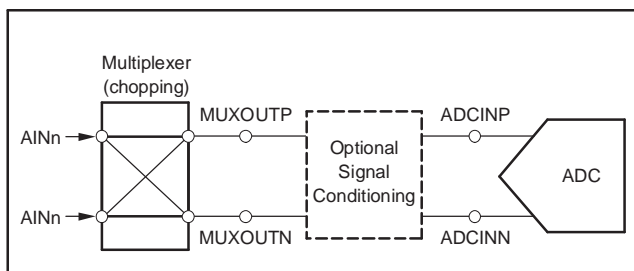 Multiplexer
(chopping)
MUXOUTP
ADCINP
AINn
Optional
Signal
Conditioning
ADC
AINn
MUXOUTN
ADCINN